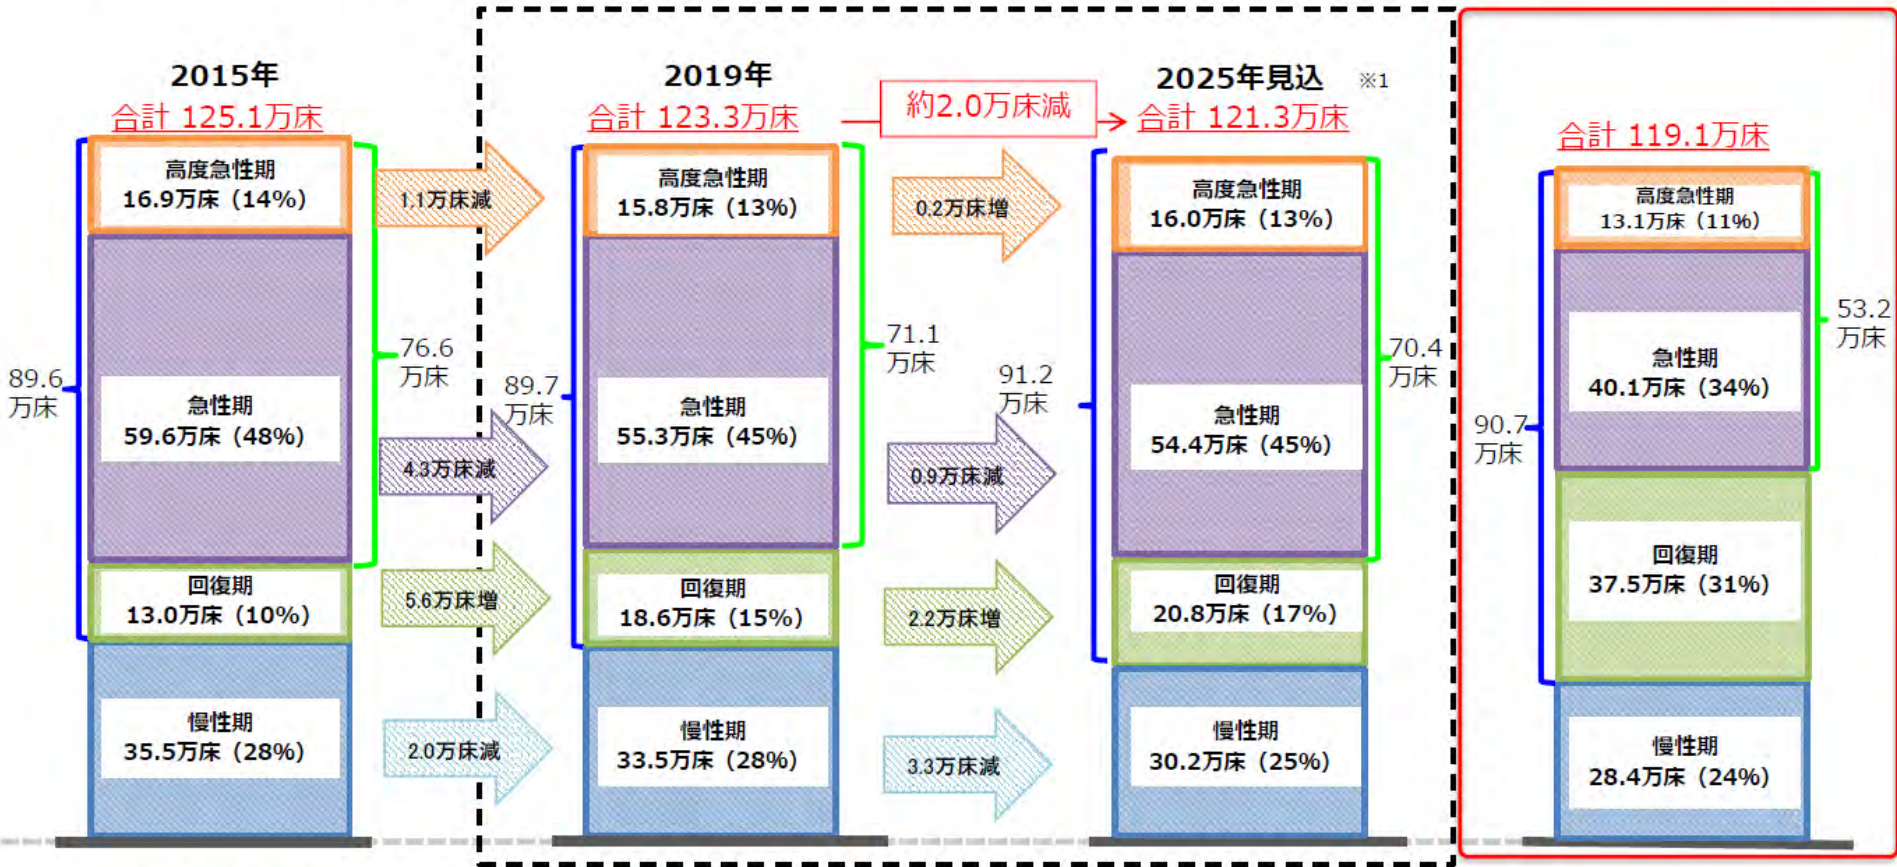 2015年
合計 125.1万床
高度急性期
16.9万床（14%）
急性期
59.6万床（48%）
回復期
13.0万床（10%）
慢性期
35.5万床（28%）
89.6
万床
76.6
万床
1.1万床減
4.3万床減
5.6万床増
2.0万床減
2019年
合計 123.3万床
高度急性期
15.8万床（13%）
急性期
55.3万床（45%）
回復期
18.6万床（15%）
慢性期
33.5万床（28%）
89.7
万床
71.1
万床
約2.0万床減
0.2万床増
0.9万床減
2.2万床増
3.3万床減
2025年見込 ※1
合計 121.3万床
高度急性期
16.0万床（13%）
急性期
54.4万床（45%）
回復期
20.8万床（17%）
慢性期
30.2万床（25%）
91.2
万床
70.4
万床
合計 119.1万床
高度急性期
13.1万床（11%）
急性期
40.1万床（34%）
回復期
37.5万床（31%）
慢性期
28.4万床（24%）
90.7
万床
53.2
万床